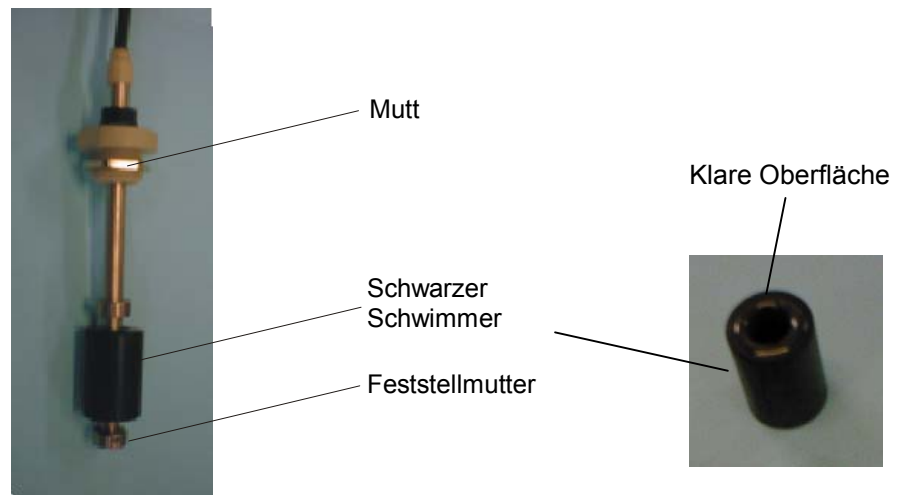 Mutt
Klare Oberfläche
Schwarzer
Schwimmer
Feststellmutter